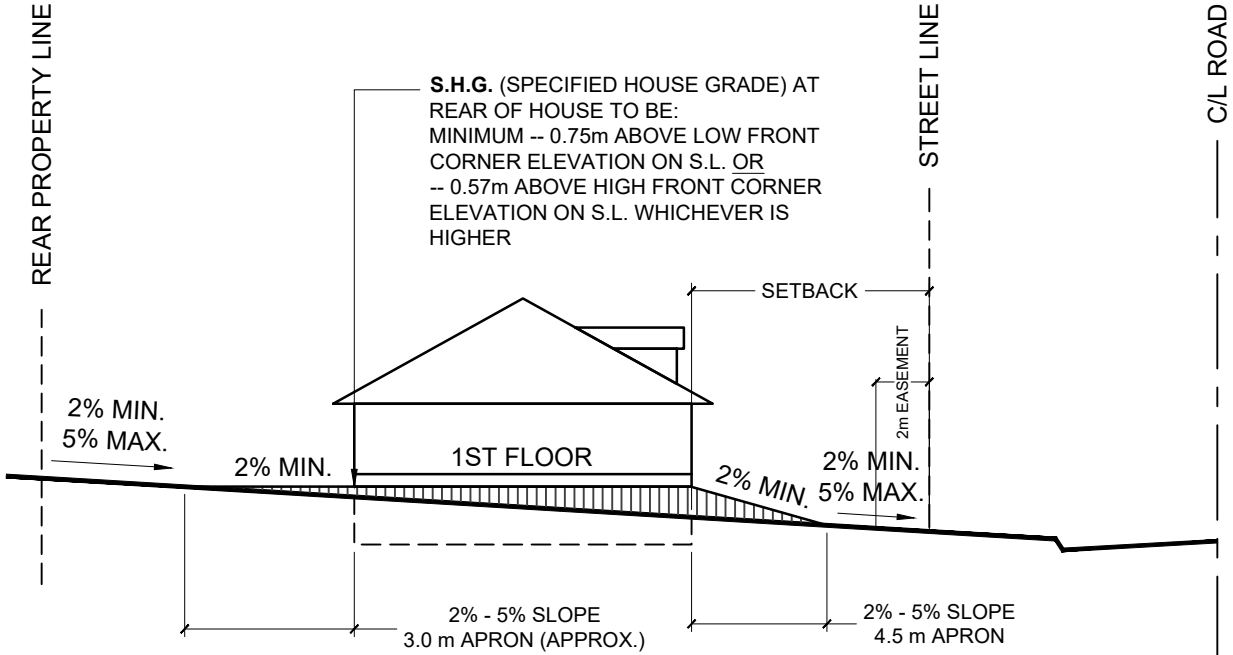 REAR PROPERTY LINE
S.H.G. (SPECIFIED HOUSE GRADE) AT
REAR OF HOUSE TO BE:
MINIMUM -- 0.75m ABOVE LOW FRONT
CORNER ELEVATION ON S.L. OR
-- 0.57m ABOVE HIGH FRONT CORNER
ELEVATION ON S.L. WHICHEVER IS
HIGHER
STREET LINE
C/L ROAD
SETBACK
2m EASEMENT
2% MIN.
5% MAX.
2% MIN.
1ST FLOOR
2% MIN.
2% MIN.
5% MAX.
2% - 5% SLOPE
3.0 m APRON (APPROX.)
2% - 5% SLOPE
4.5 m APRON